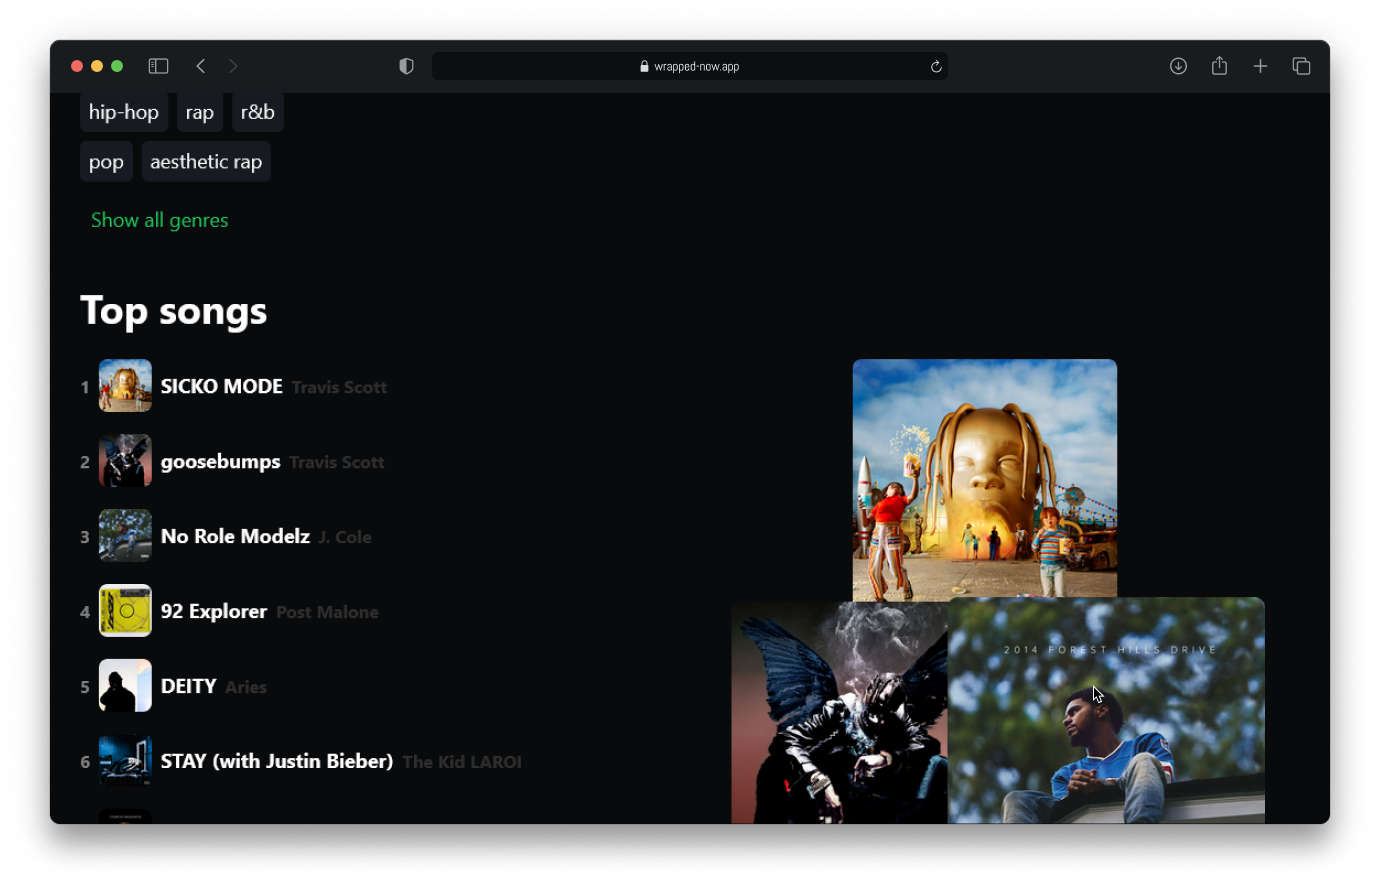 wrapped-now.app
hip-hop rap r&b
pop aesthetic rap
Show all genres
Top songs
1 SICKO MODE Travis Scott
2 goosebumps Travis Scott
3 No Role Modelz J. Cole
4 92 Explorer Post Malone
5 DEITY Aries
6 STAY (with Justin Bieber) The Kid LAROI
2014 FOREST HILLS DRIVE